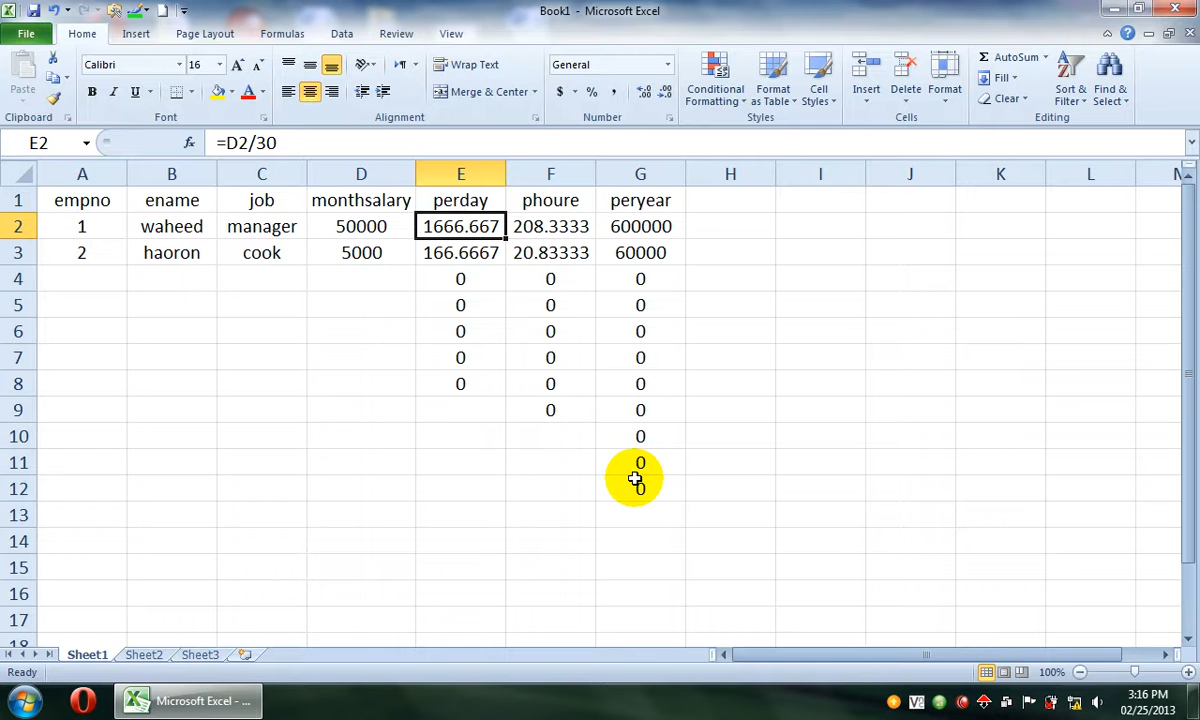 Book1 - Microsoft Excel
File Home Insert Page Layout Formulas Data Review View
Calibri 16 Wrap Text General AutoSum
Fill
Paste B I U Merge & Center $ % , Conditional Formatting Format as Table Cell Styles Insert Delete Format Clear Sort & Filter Find & Select
Clipboard Font Alignment Number Styles Cells Editing
E2 fx =D2/30
A B C D E F G H I J K L M
1 empno ename job monthsalary perday phoure peryear
2 1 waheed manager 50000 1666.667 208.3333 600000
3 2 haoron cook 5000 166.6667 20.83333 60000
4 0 0 0
5 0 0 0
6 0 0 0
7 0 0 0
8 0 0 0
9 0 0
10 0
11 0
12 0
13
14
15
16
17
18
Sheet1 Sheet2 Sheet3
Ready 100%
Microsoft Excel - ... 3:16 PM
02/25/2013